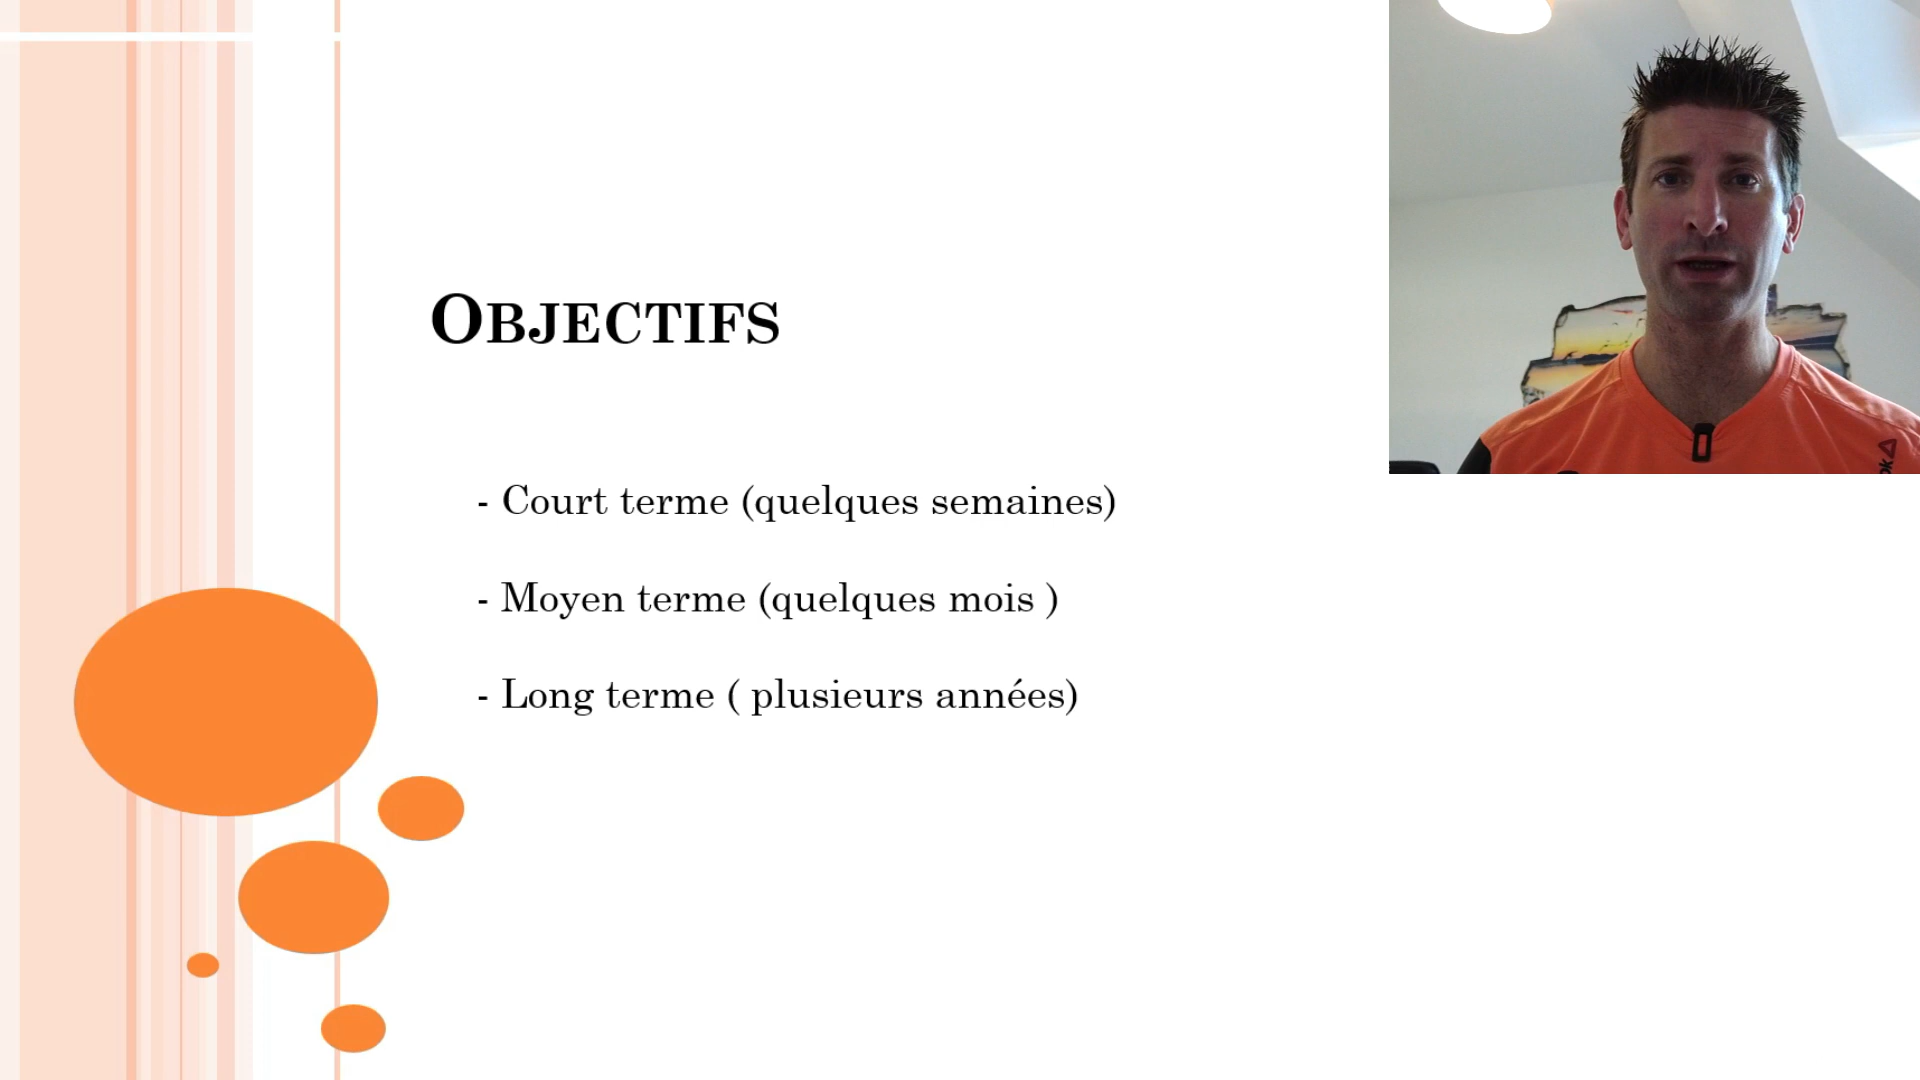 OBJECTIFS
- Court terme (quelques semaines)
- Moyen terme (quelques mois )
- Long terme ( plusieurs années)